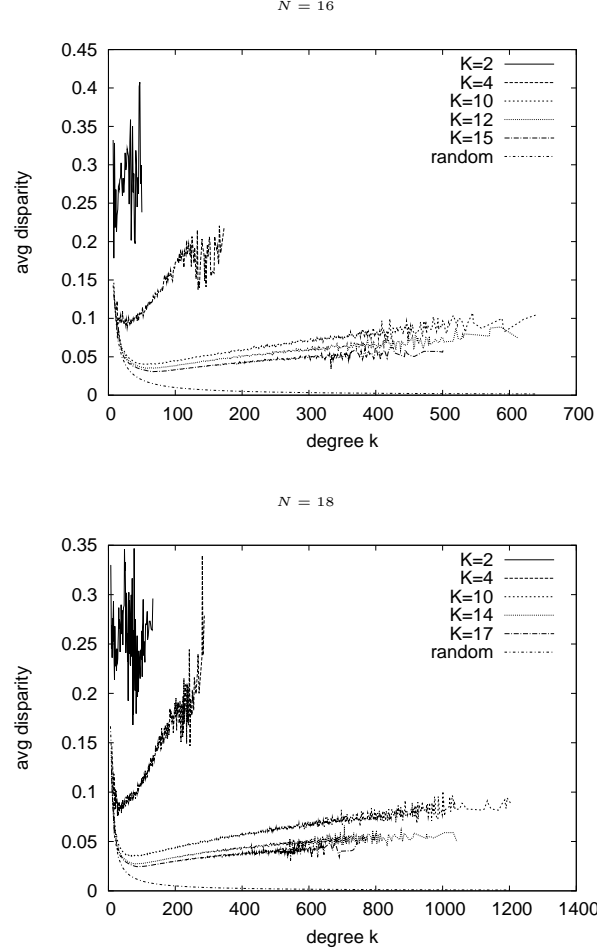 N = 16
0.45
0.4
0.35
0.3
0.25
0.2
0.15
0.1
0.05
0
avg disparity
K=2
K=4
K=10
K=12
K=15
random
0 100 200 300 400 500 600 700
degree k
N = 18
0.35
0.3
0.25
0.2
0.15
0.1
0.05
0
avg disparity
K=2
K=4
K=10
K=14
K=17
random
0 200 400 600 800 1000 1200 1400
degree k